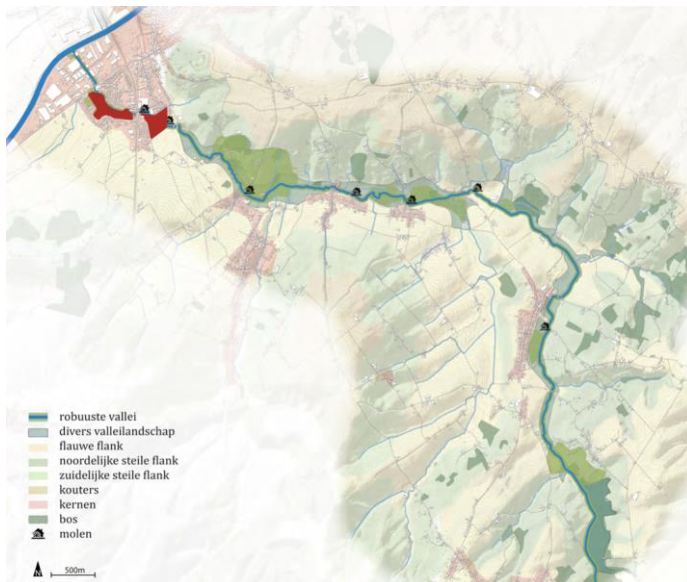 robuuste vallei
divers valleilandschap
flauwe flank
noordelijke steile flank
zuidelijke steile flank
kouters
kernen
bos
molen
N
500m